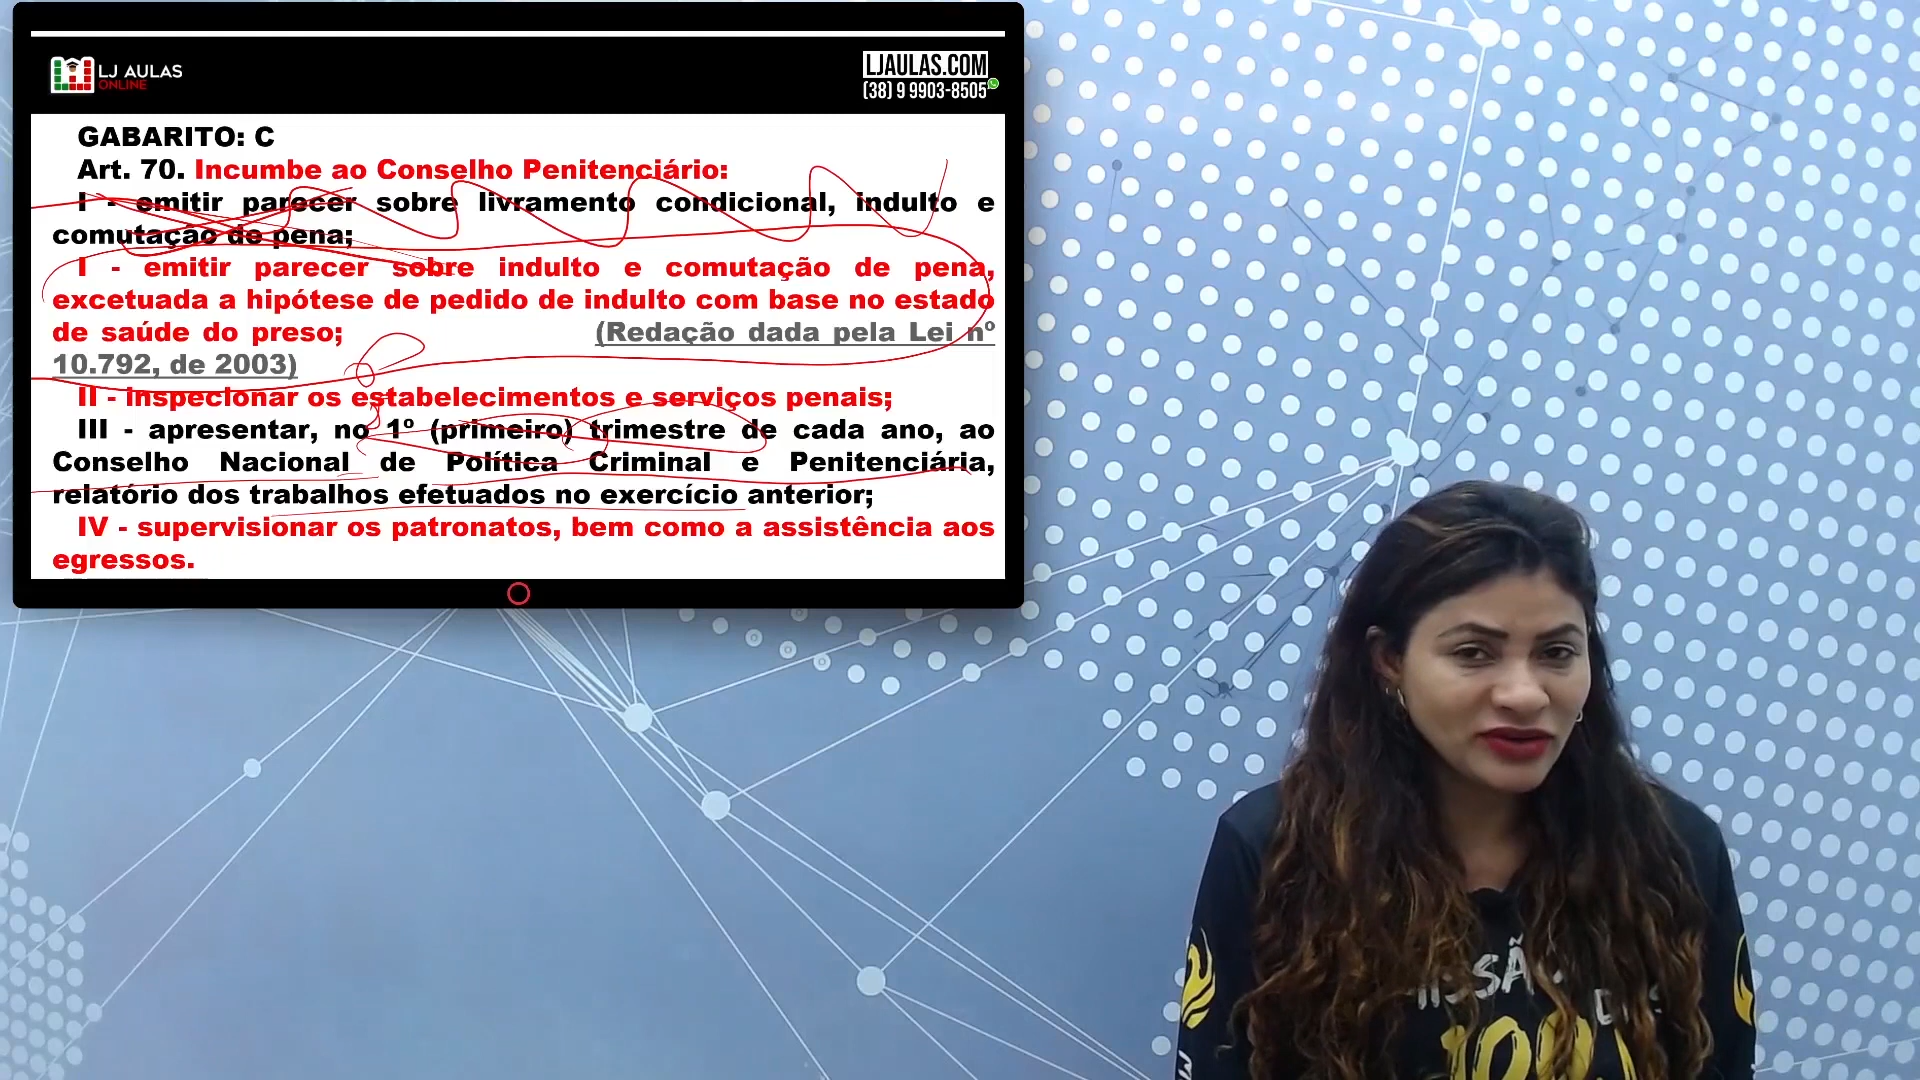 LJ AULAS
ONLINE
LJAULAS.COM
(38) 9 9903-8505
GABARITO: C
Art. 70. Incumbe ao Conselho Penitenciário:
I - emitir parecer sobre livramento condicional, indulto e
comutação de pena;
I - emitir parecer sobre indulto e comutação de pena,
excetuada a hipótese de pedido de indulto com base no estado
de saúde do preso; (Redação dada pela Lei nº
10.792, de 2003)
II - inspecionar os estabelecimentos e serviços penais;
III - apresentar, no 1º (primeiro) trimestre de cada ano, ao
Conselho Nacional de Política Criminal e Penitenciária,
relatório dos trabalhos efetuados no exercício anterior;
IV - supervisionar os patronatos, bem como a assistência aos
egressos.